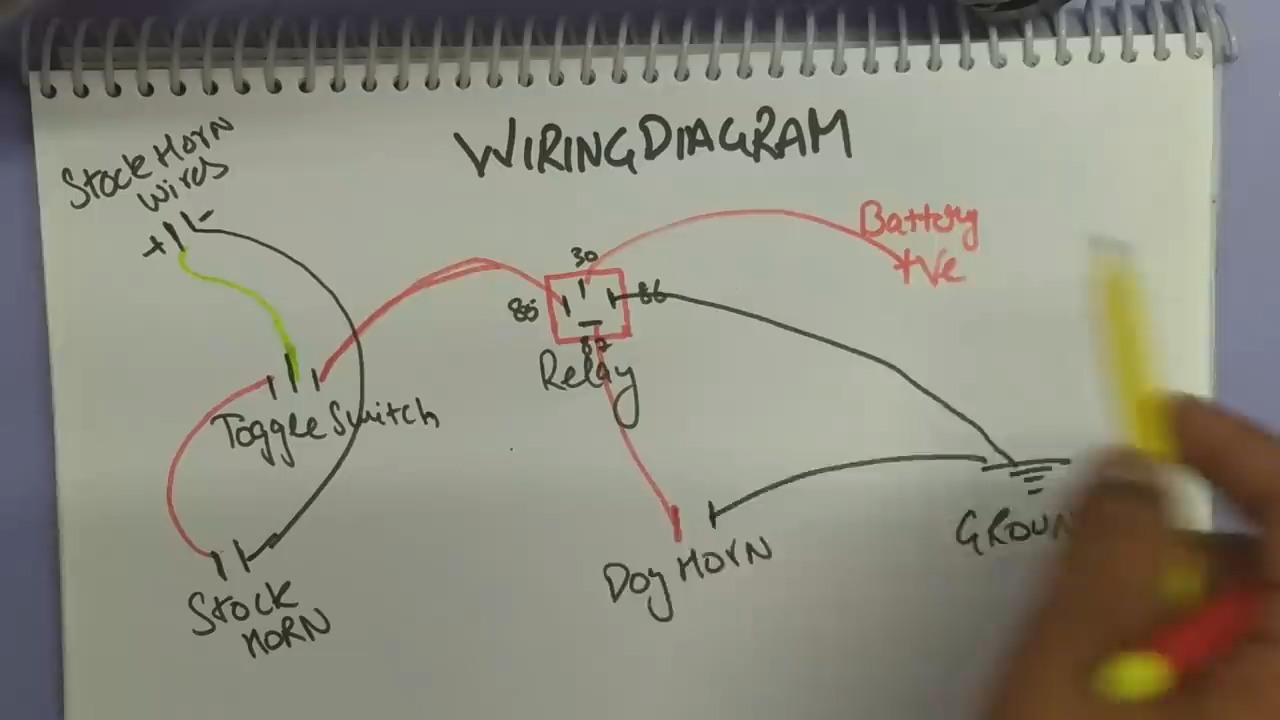 WIRING DIAGRAM
Stock Horn
Wires
+ -
Battery
+Ve
30
85
86
87
Relay
Toggle Switch
Dog HORN
GROUN
Stock
HORN